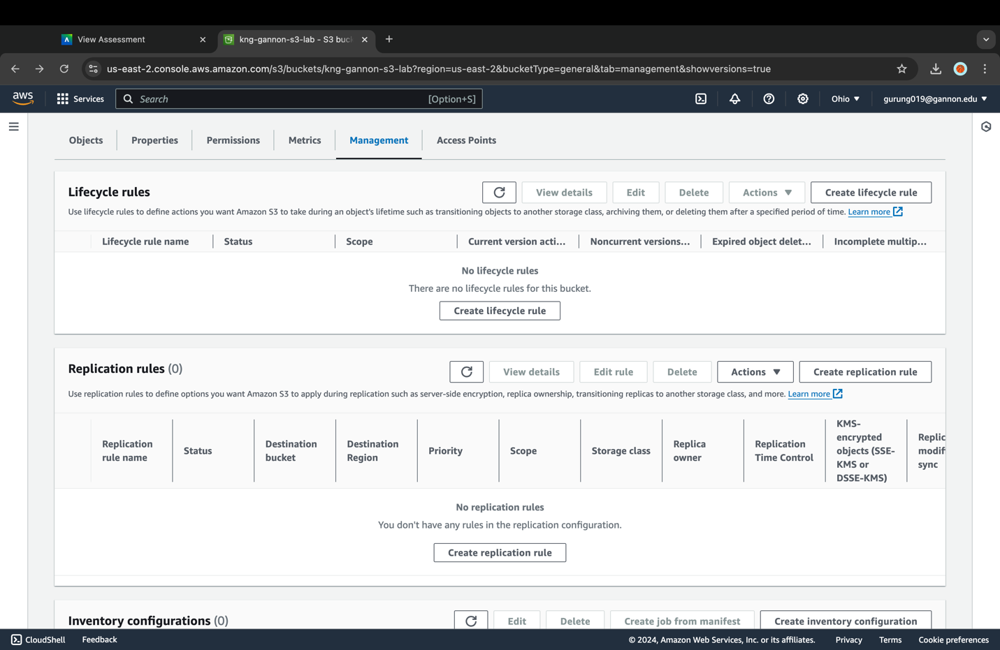 View Assessment
kng-gannon-s3-lab - S3 buc
us-east-2.console.aws.amazon.com/s3/buckets/kng-gannon-s3-lab?region=us-east-2&bucketType=general&tab=management&showversions=true
aws Services Search [Option+S] Ohio gurung019@gannon.edu
Objects Properties Permissions Metrics Management Access Points
Lifecycle rules View details Edit Delete Actions Create lifecycle rule
Use lifecycle rules to define actions you want Amazon S3 to take during an object's lifetime such as transitioning objects to another storage class, archiving them, or deleting them after a specified period of time. Learn more
Lifecycle rule name Status Scope Current version acti... Noncurrent versions... Expired object delet... Incomplete multip...
No lifecycle rules
There are no lifecycle rules for this bucket.
Create lifecycle rule
Replication rules (0) View details Edit rule Delete Actions Create replication rule
Use replication rules to define options you want Amazon S3 to apply during replication such as server-side encryption, replica ownership, transitioning replicas to another storage class, and more. Learn more
Replication
rule name
Status
Destination
bucket
Destination
Region
Priority
Scope
Storage class
Replica
owner
Replication
Time Control
KMS-
encrypted
objects (SSE-
KMS or
DSSE-KMS)
Replic
modif
sync
No replication rules
You don't have any rules in the replication configuration.
Create replication rule
Inventory configurations (0) Edit Delete Create job from manifest Create inventory configuration
CloudShell Feedback © 2024, Amazon Web Services, Inc. or its affiliates. Privacy Terms Cookie preferences